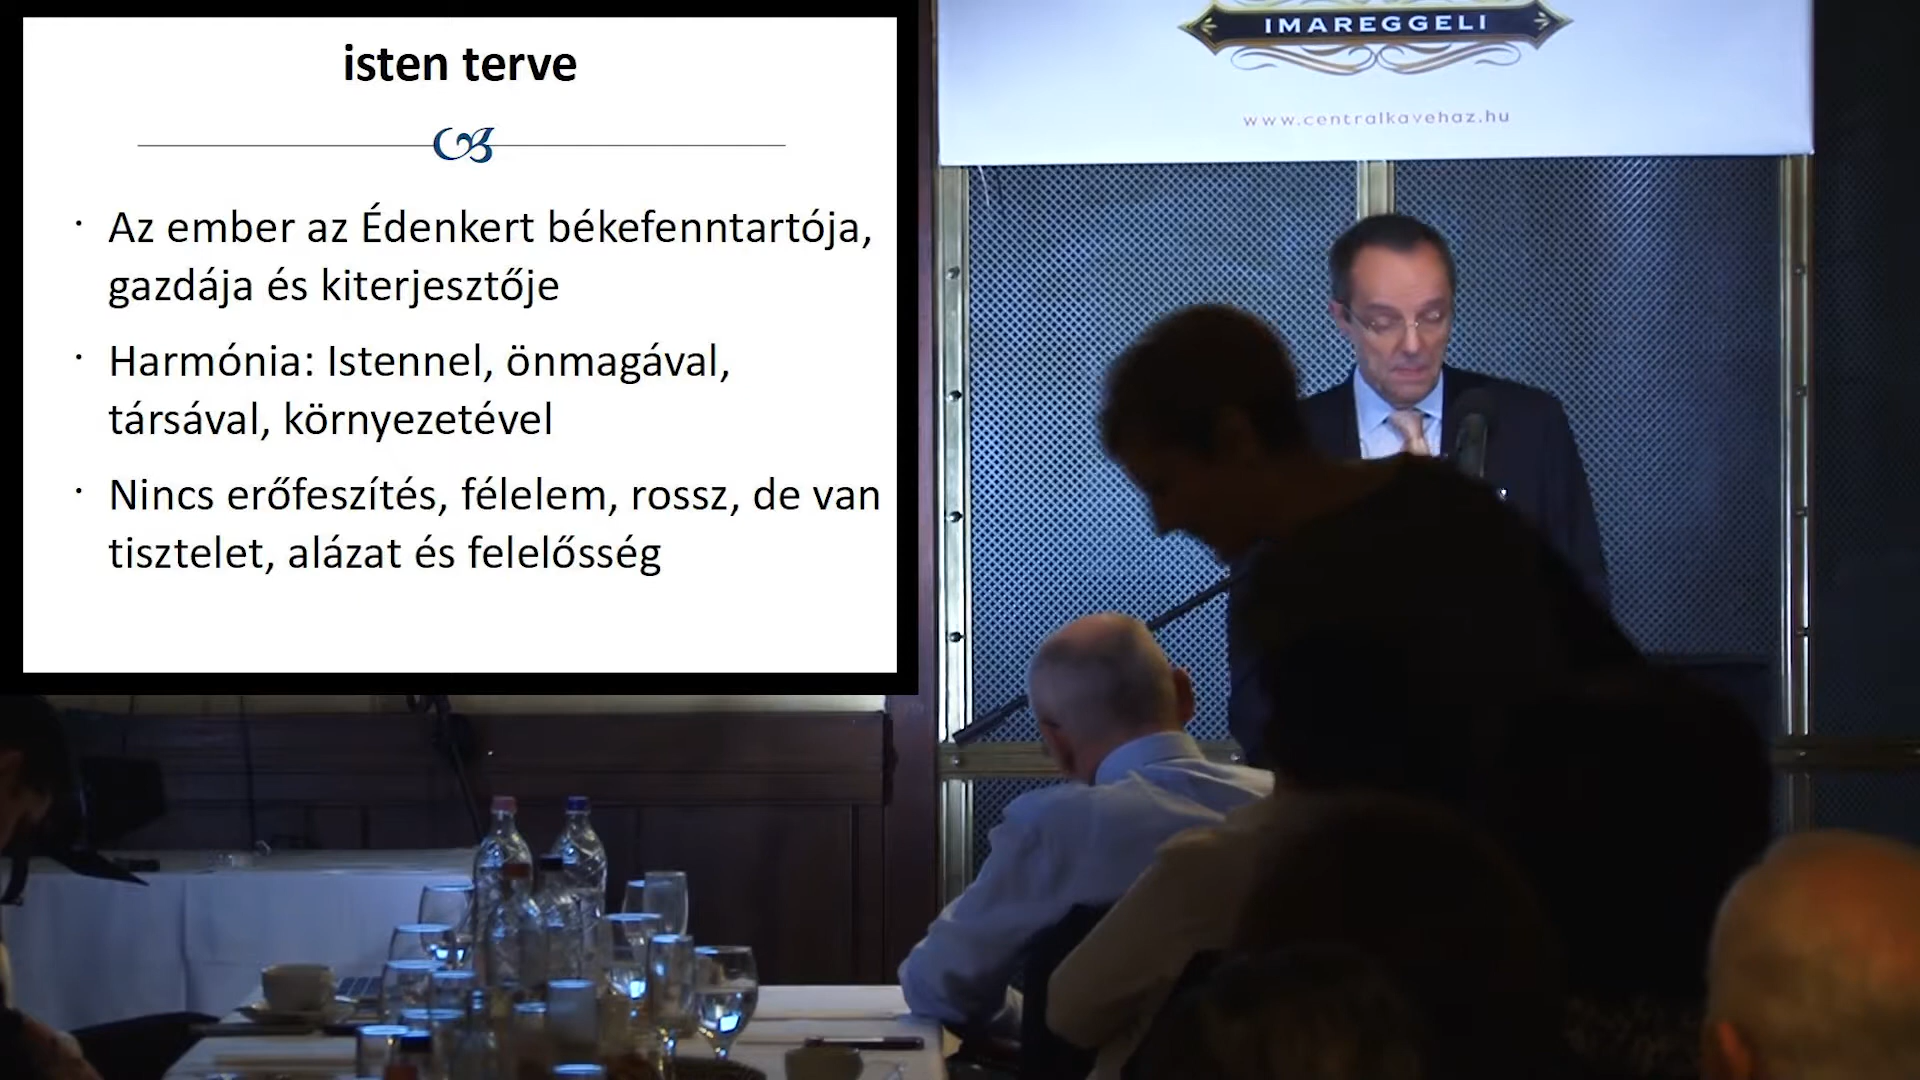 isten terve
· Az ember az Édenkert békefenntartója,
gazdája és kiterjesztője
· Harmónia: Istennel, önmagával,
társával, környezetével
· Nincs erőfeszítés, félelem, rossz, de van
tisztelet, alázat és felelősség
IMAREGGELI
www.centralkavehaz.hu